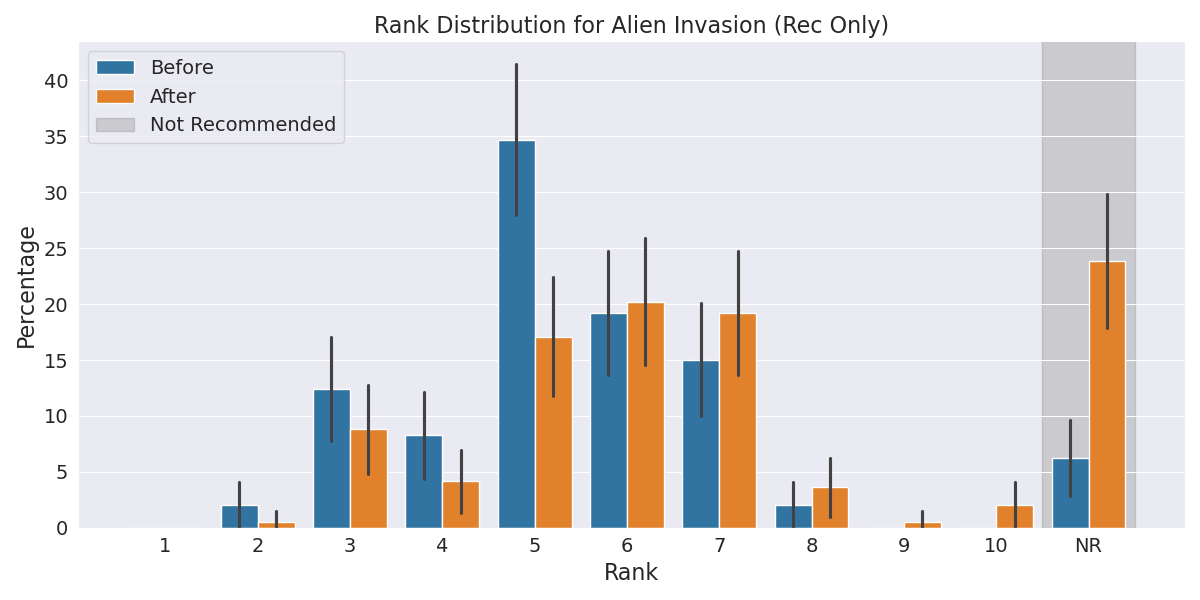 Rank Distribution for Alien Invasion (Rec Only)
Before
After
Not Recommended
Percentage
40
35
30
25
20
15
10
5
0
1 2 3 4 5 6 7 8 9 10 NR
Rank